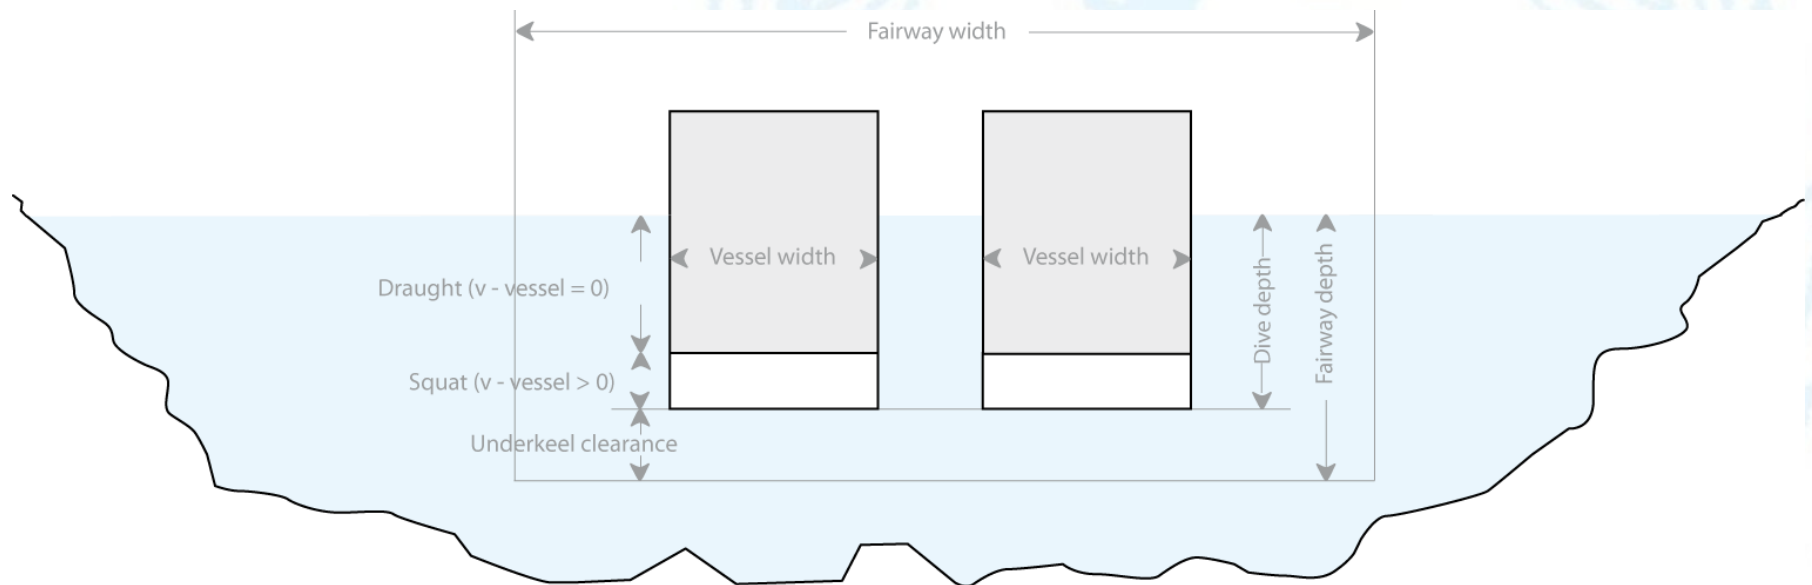 Fairway width
Vessel width
Vessel width
Draught (v - vessel = 0)
Dive depth
Fairway depth
Squat (v - vessel > 0)
Underkeel clearance